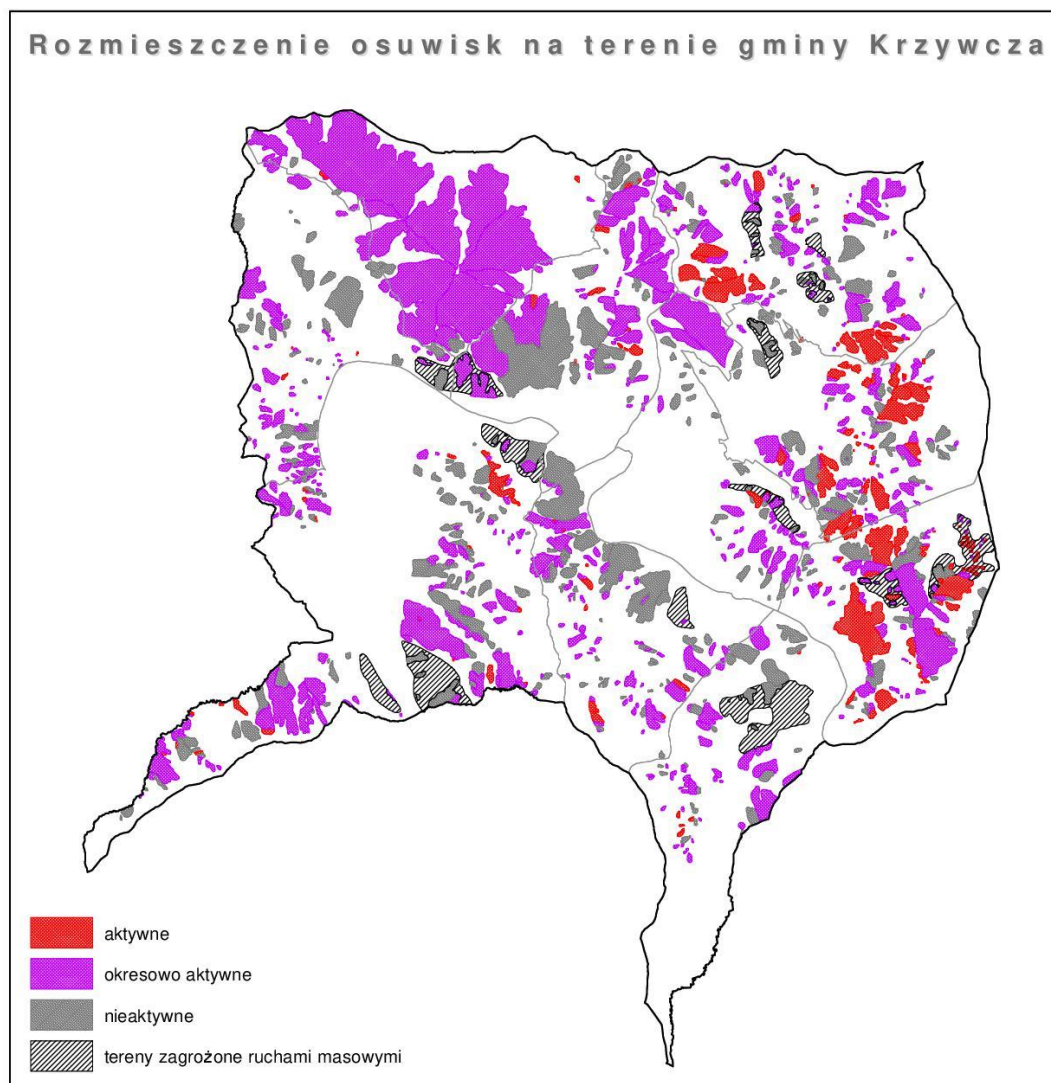 Rozmieszczenie osuwisk na terenie gminy Krzywcza
aktywne
okresowo aktywne
nieaktywne
tereny zagrożone ruchami masowymi